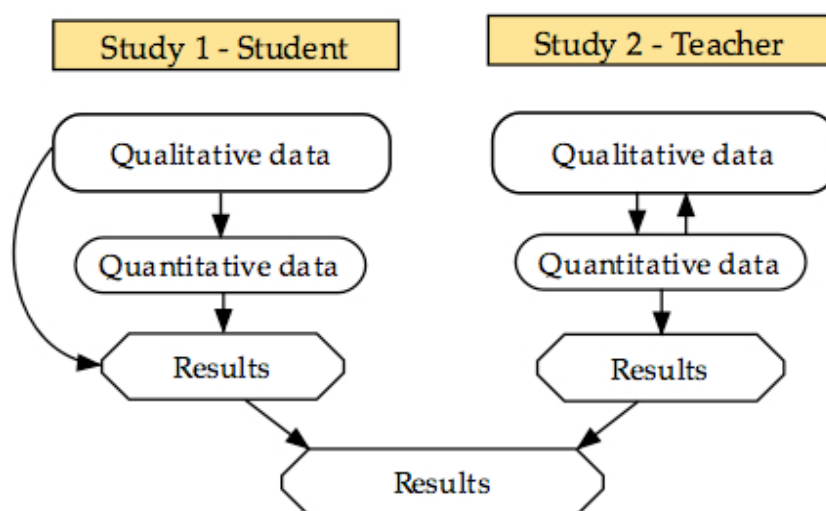 Study 1 - Student
Study 2 - Teacher
Qualitative data
Qualitative data
Quantitative data
Quantitative data
Results
Results
Results